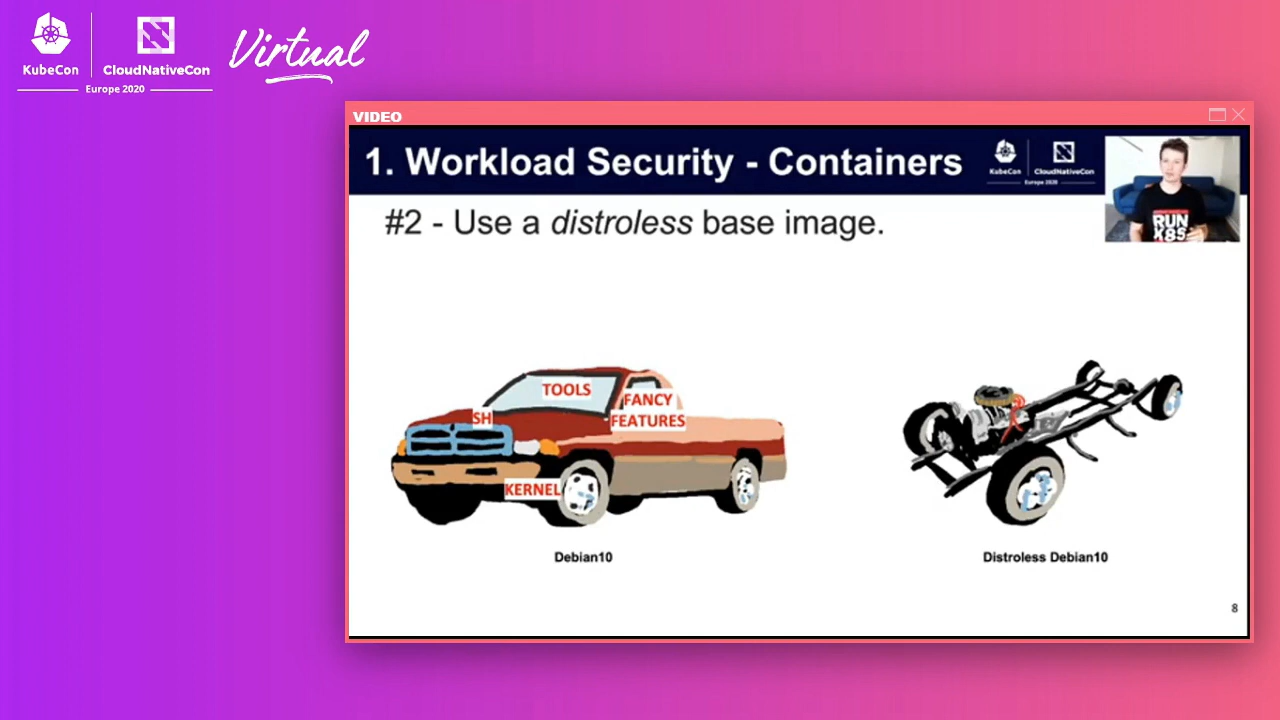 KubeCon
CloudNativeCon
Europe 2020
Virtual
VIDEO
1. Workload Security - Containers
KubeCon
CloudNativeCon
Europe 2020
RUN
K8S
#2 - Use a distroless base image.
TOOLS
SH
FANCY
FEATURES
KERNEL
Debian10
Distroless Debian10
8